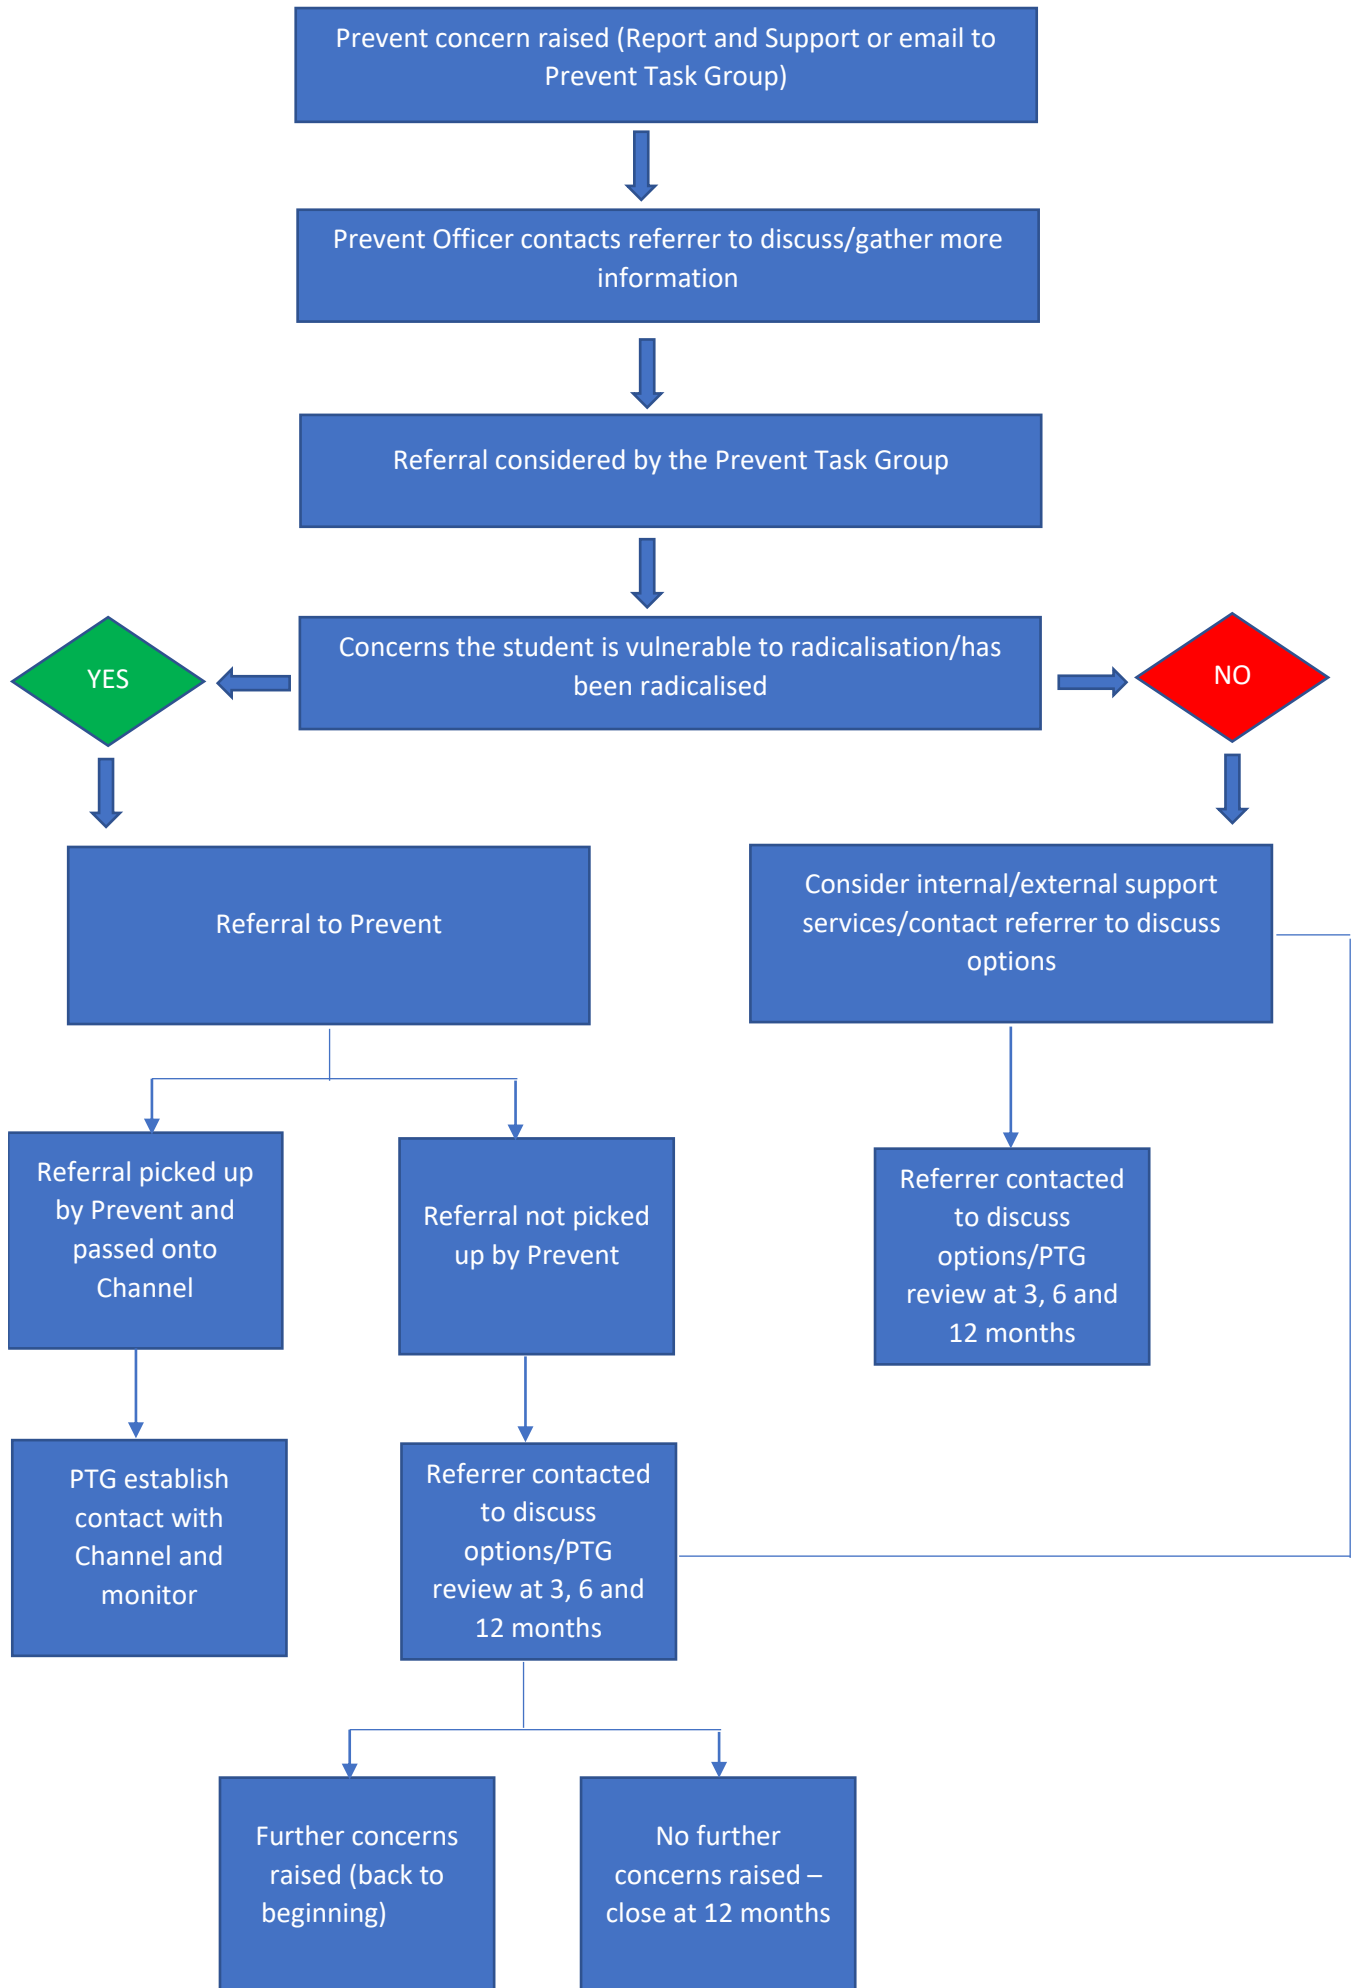 Prevent concern raised (Report and Support or email to
Prevent Task Group)
Prevent Officer contacts referrer to discuss/gather more
information
Referral considered by the Prevent Task Group
Concerns the student is vulnerable to radicalisation/has
been radicalised
YES
NO
Referral to Prevent
Consider internal/external support
services/contact referrer to discuss
options
Referral picked up
by Prevent and
passed onto
Channel
Referral not picked
up by Prevent
Referrer contacted
to discuss
options/PTG
review at 3, 6 and
12 months
PTG establish
contact with
Channel and
monitor
Referrer contacted
to discuss
options/PTG
review at 3, 6 and
12 months
Further concerns
raised (back to
beginning)
No further
concerns raised –
close at 12 months